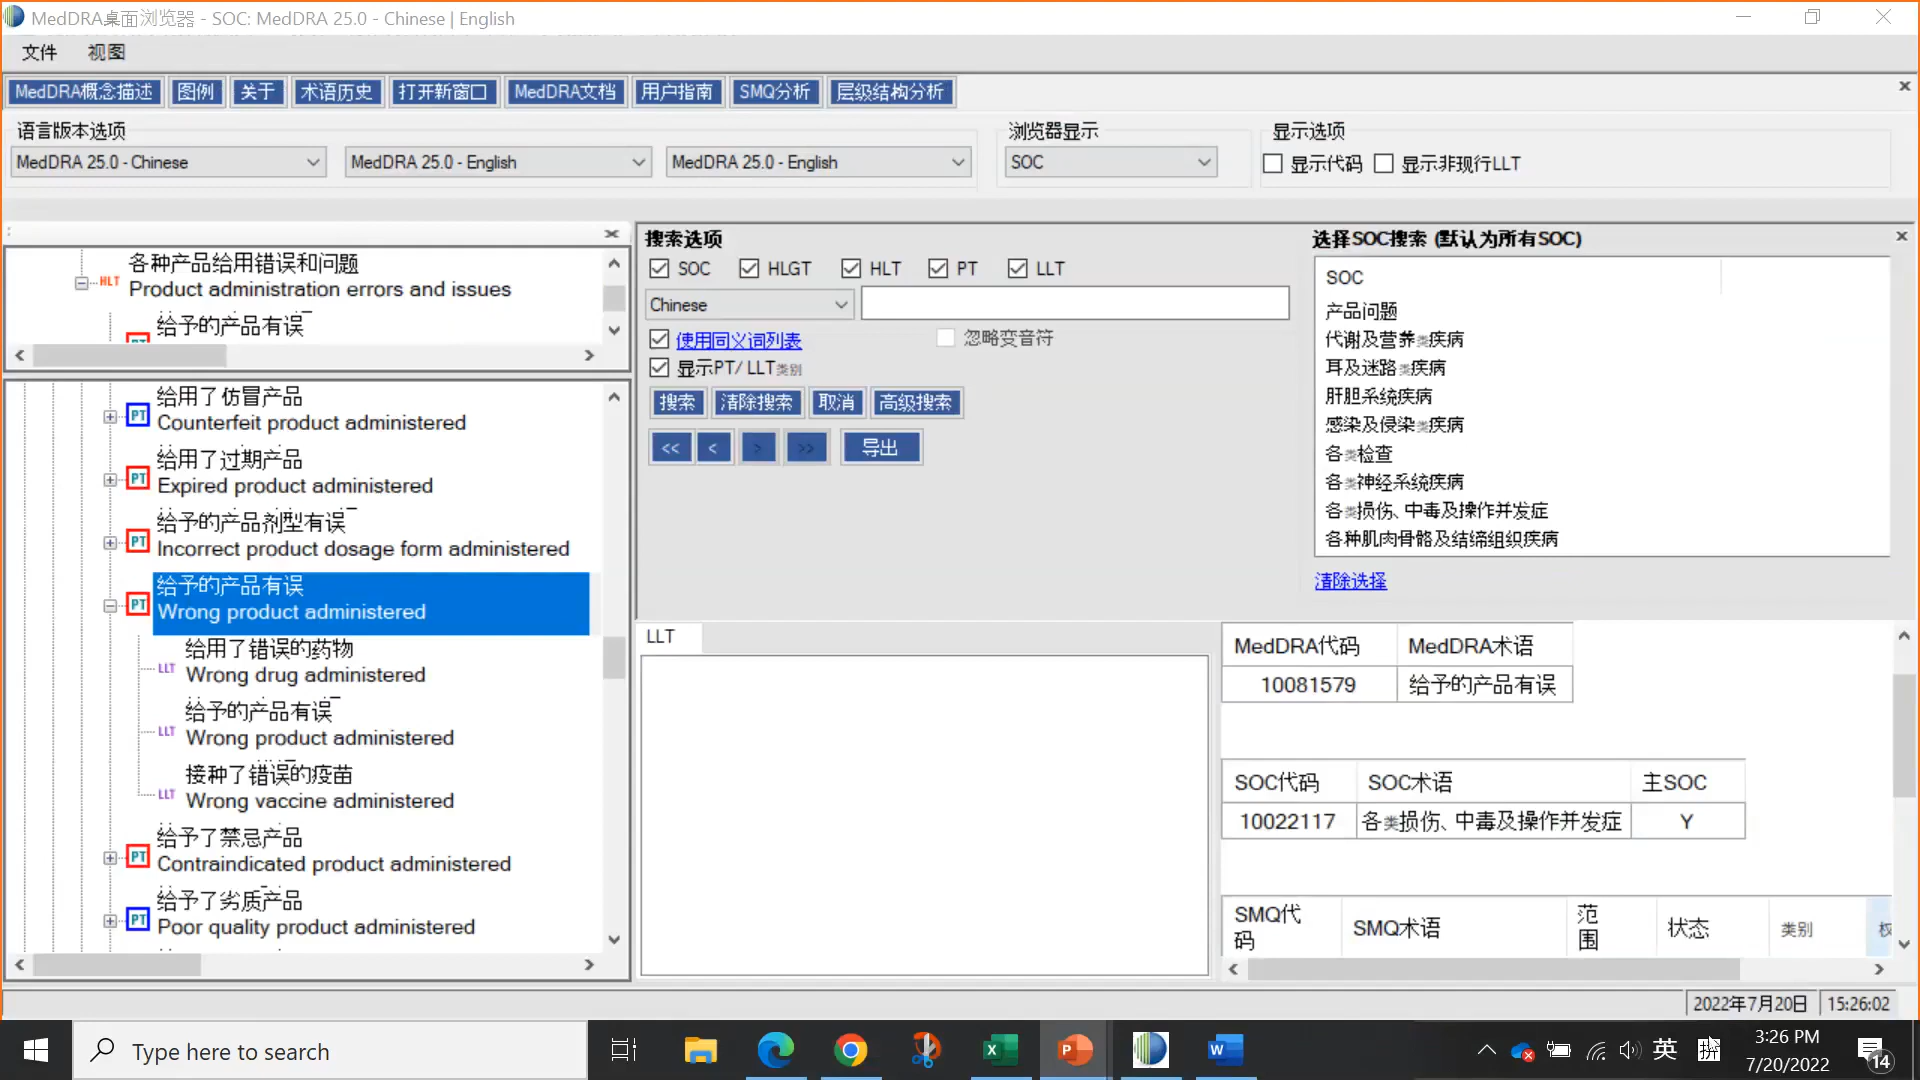 MedDRA桌面浏览器 - SOC: MedDRA 25.0 - Chinese | English
文件 视图
MedDRA概念描述 图例 关于 术语历史 打开新窗口 MedDRA文档 用户指南 SMQ分析 层级结构分析
语言版本选项 浏览器显示 显示选项
MedDRA 25.0 - Chinese MedDRA 25.0 - English MedDRA 25.0 - English SOC 显示代码 显示非现行LLT
HLT 各种产品给用错误和问题
Product administration errors and issues
给予的产品有误
给用了仿冒产品
PT Counterfeit product administered
给用了过期产品
PT Expired product administered
给予的产品剂型有误
PT Incorrect product dosage form administered
给予的产品有误
PT Wrong product administered
给用了错误的药物
LLT Wrong drug administered
给予的产品有误
LLT Wrong product administered
接种了错误的疫苗
LLT Wrong vaccine administered
给予了禁忌产品
PT Contraindicated product administered
给予了劣质产品
PT Poor quality product administered
搜索选项
SOC HLGT HLT PT LLT
Chinese
使用同义词列表 忽略变音符
显示PT/ LLT类别
搜索 清除搜索 取消 高级搜索
<< < > >> 导出
选择SOC搜索 (默认为所有SOC)
SOC
产品问题
代谢及营养类疾病
耳及迷路类疾病
肝胆系统疾病
感染及侵染类疾病
各类检查
各类神经系统疾病
各类损伤、中毒及操作并发症
各种肌肉骨骼及结缔组织疾病
清除选择
LLT
MedDRA代码 MedDRA术语
10081579 给予的产品有误
SOC代码 SOC术语 主SOC
10022117 各类损伤、中毒及操作并发症 Y
SMQ代码 SMQ术语 范围 状态 类别 权
2022年7月20日 15:26:02
Type here to search
英 拼
3:26 PM
7/20/2022
14